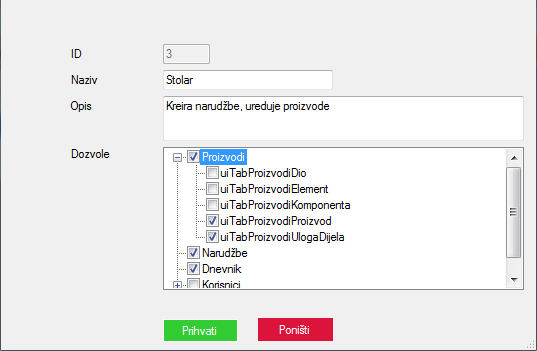 ID 3
Naziv Stolar
Opis Kreira narudžbe, ureduje proizvode
Dozvole Proizvodi
uiTabProizvodiDio
uiTabProizvodiElement
uiTabProizvodiKomponenta
uiTabProizvodiProizvod
uiTabProizvodiUlogaDijela
Narudžbe
Dnevnik
Korisnici
Prihvati Poništi